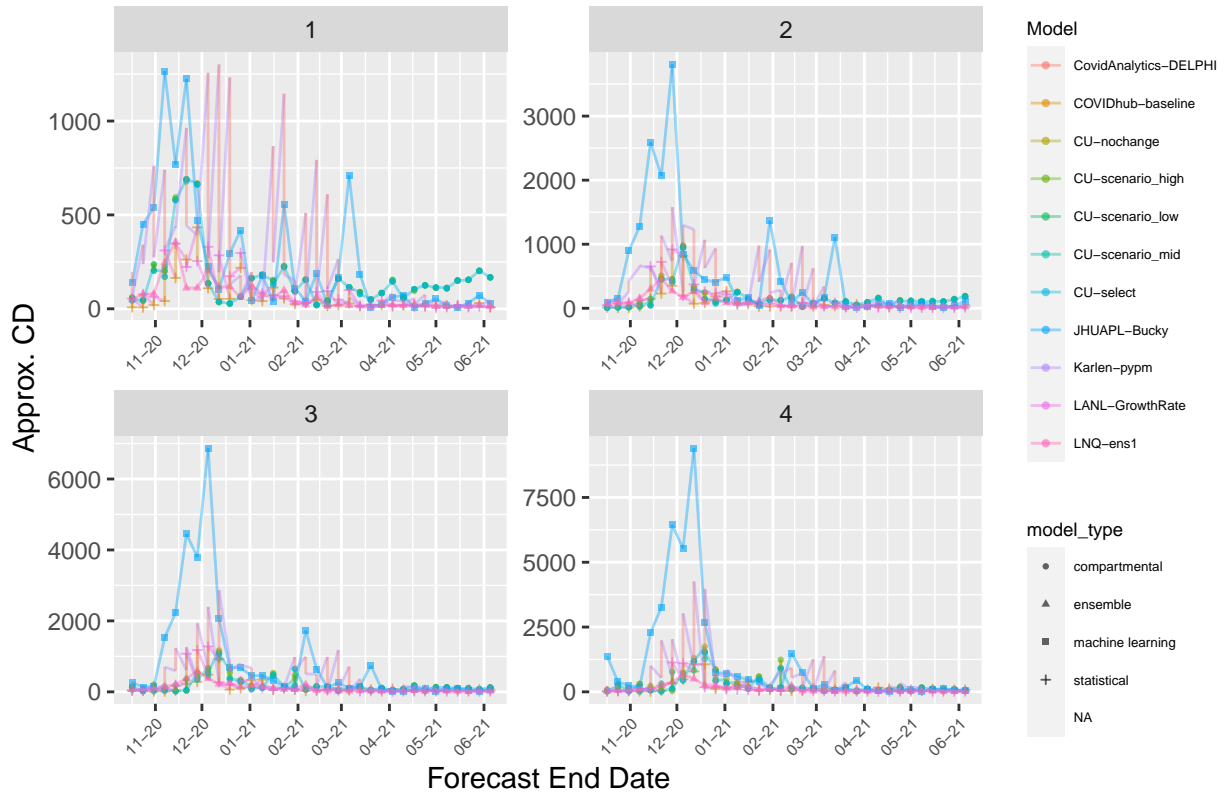 1
2
1000
500
0
3000
2000
1000
0
11−20
12−20
01−21
02−21
03−21
04−21
05−21
06−21
11−20
12−20
01−21
02−21
03−21
04−21
05−21
06−21
3
4
6000
4000
2000
0
7500
5000
2500
0
11−20
12−20
01−21
02−21
03−21
04−21
05−21
06−21
11−20
12−20
01−21
02−21
03−21
04−21
05−21
06−21
Approx. CD
Forecast End Date
Model
CovidAnalytics−DELPHI
COVIDhub−baseline
CU−nochange
CU−scenario_high
CU−scenario_low
CU−scenario_mid
CU−select
JHUAPL−Bucky
Karlen−pypm
LANL−GrowthRate
LNQ−ens1
model_type
compartmental
ensemble
machine learning
statistical
NA